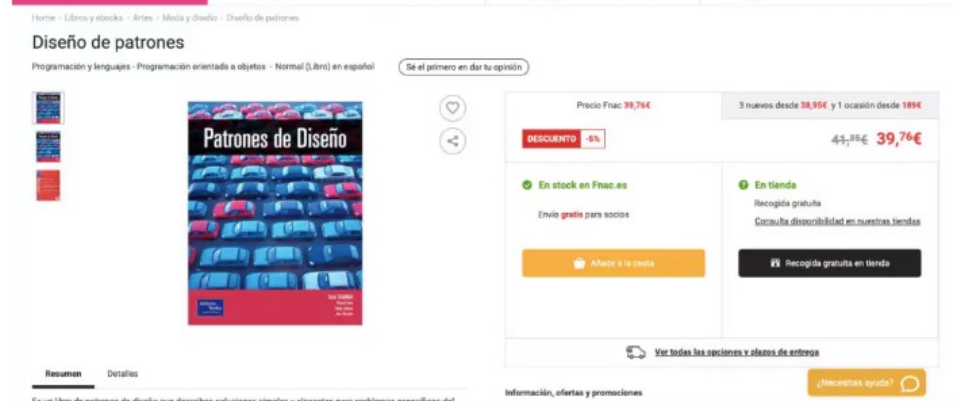 Home - Libros y ebooks - Artes - Moda y diseño - Diseño de patrones
Diseño de patrones
Programación y lenguajes - Programación orientada a objetos - Normal (Libro) en español
Sé el primero en dar tu opinión
Patrones de Diseño
Precio Fnac 39,76€
3 nuevos desde 38,95€ y 1 ocasión desde 189€
DESCUENTO -5%
41,85€ 39,76€
En stock en Fnac.es
Envío gratis para socios
Añadir a la cesta
En tienda
Recogida gratuita
Consulta disponibilidad en nuestras tiendas
Recogida gratuita en tienda
Ver todas las opciones y plazos de entrega
Resumen
Detalles
Información, ofertas y promociones
¿Necesitas ayuda?